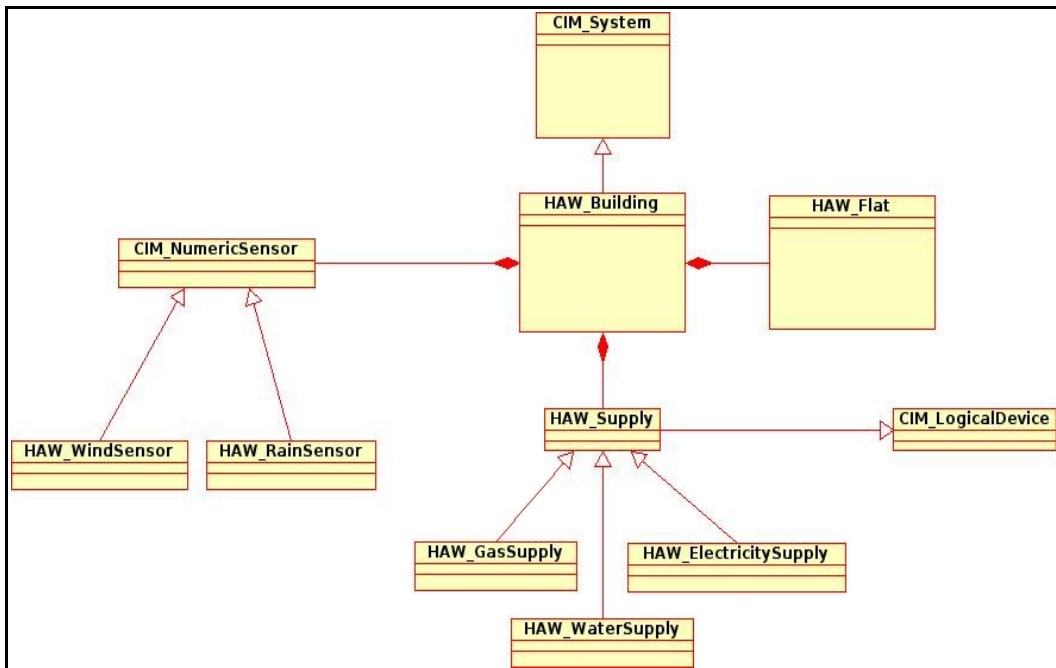 CIM_System
HAW_Building
HAW_Flat
CIM_NumericSensor
HAW_Supply
CIM_LogicalDevice
HAW_WindSensor
HAW_RainSensor
HAW_GasSupply
HAW_ElectricitySupply
HAW_WaterSupply